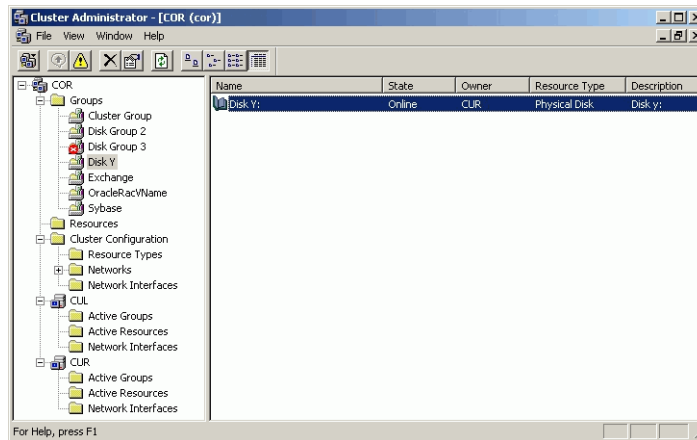 Cluster Administrator - [COR (cor)]
File View Window Help
COR
Groups
Cluster Group
Disk Group 2
Disk Group 3
Disk Y
Exchange
OracleRacVName
Sybase
Resources
Cluster Configuration
Resource Types
Networks
Network Interfaces
CUL
Active Groups
Active Resources
Network Interfaces
CUR
Active Groups
Active Resources
Network Interfaces
Name State Owner Resource Type Description
Disk Y: Online CUR Physical Disk Disk y:
For Help, press F1